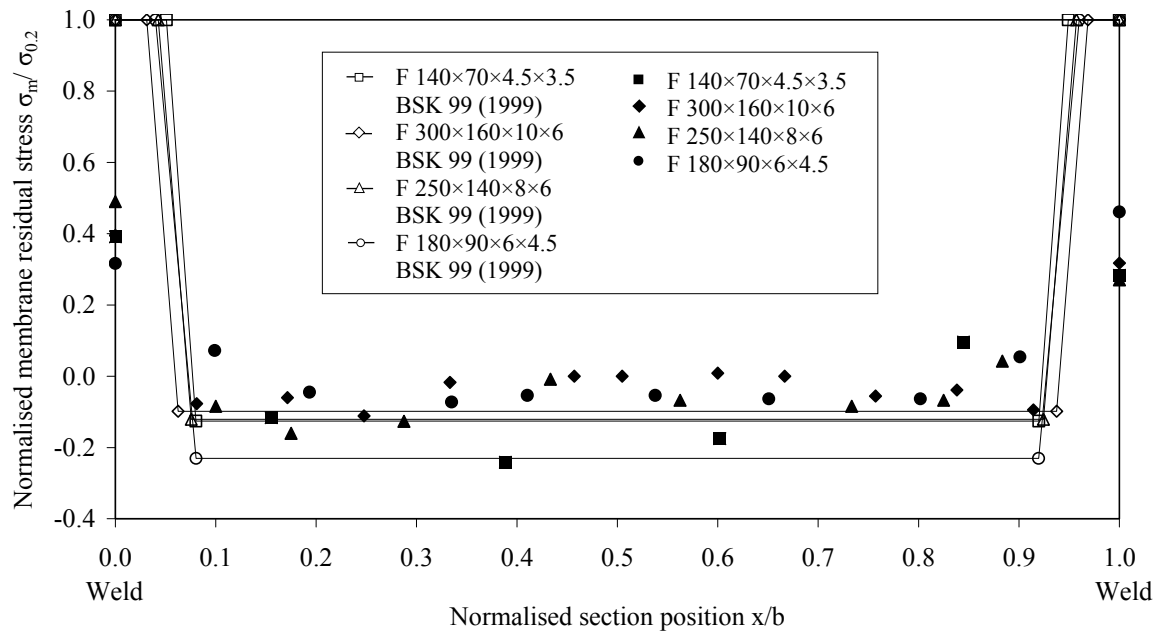 Normalised membrane residual stress σm/ σ0.2
1.0
0.8
0.6
0.4
0.2
0.0
-0.2
-0.4
F 140×70×4.5×3.5
BSK 99 (1999)
F 300×160×10×6
BSK 99 (1999)
F 250×140×8×6
BSK 99 (1999)
F 180×90×6×4.5
BSK 99 (1999)
F 140×70×4.5×3.5
F 300×160×10×6
F 250×140×8×6
F 180×90×6×4.5
0.0 0.1 0.2 0.3 0.4 0.5 0.6 0.7 0.8 0.9 1.0
Weld Weld
Normalised section position x/b